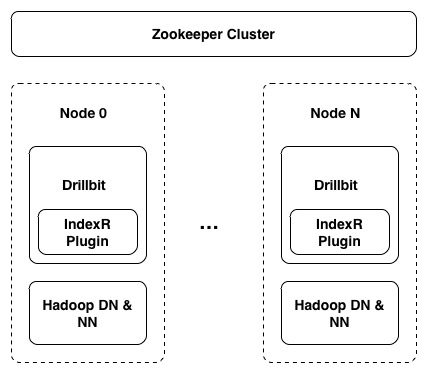 Zookeeper Cluster
Node 0
Node N
Drillbit
Drillbit
IndexR
Plugin
...
IndexR
Plugin
Hadoop DN &
NN
Hadoop DN &
NN